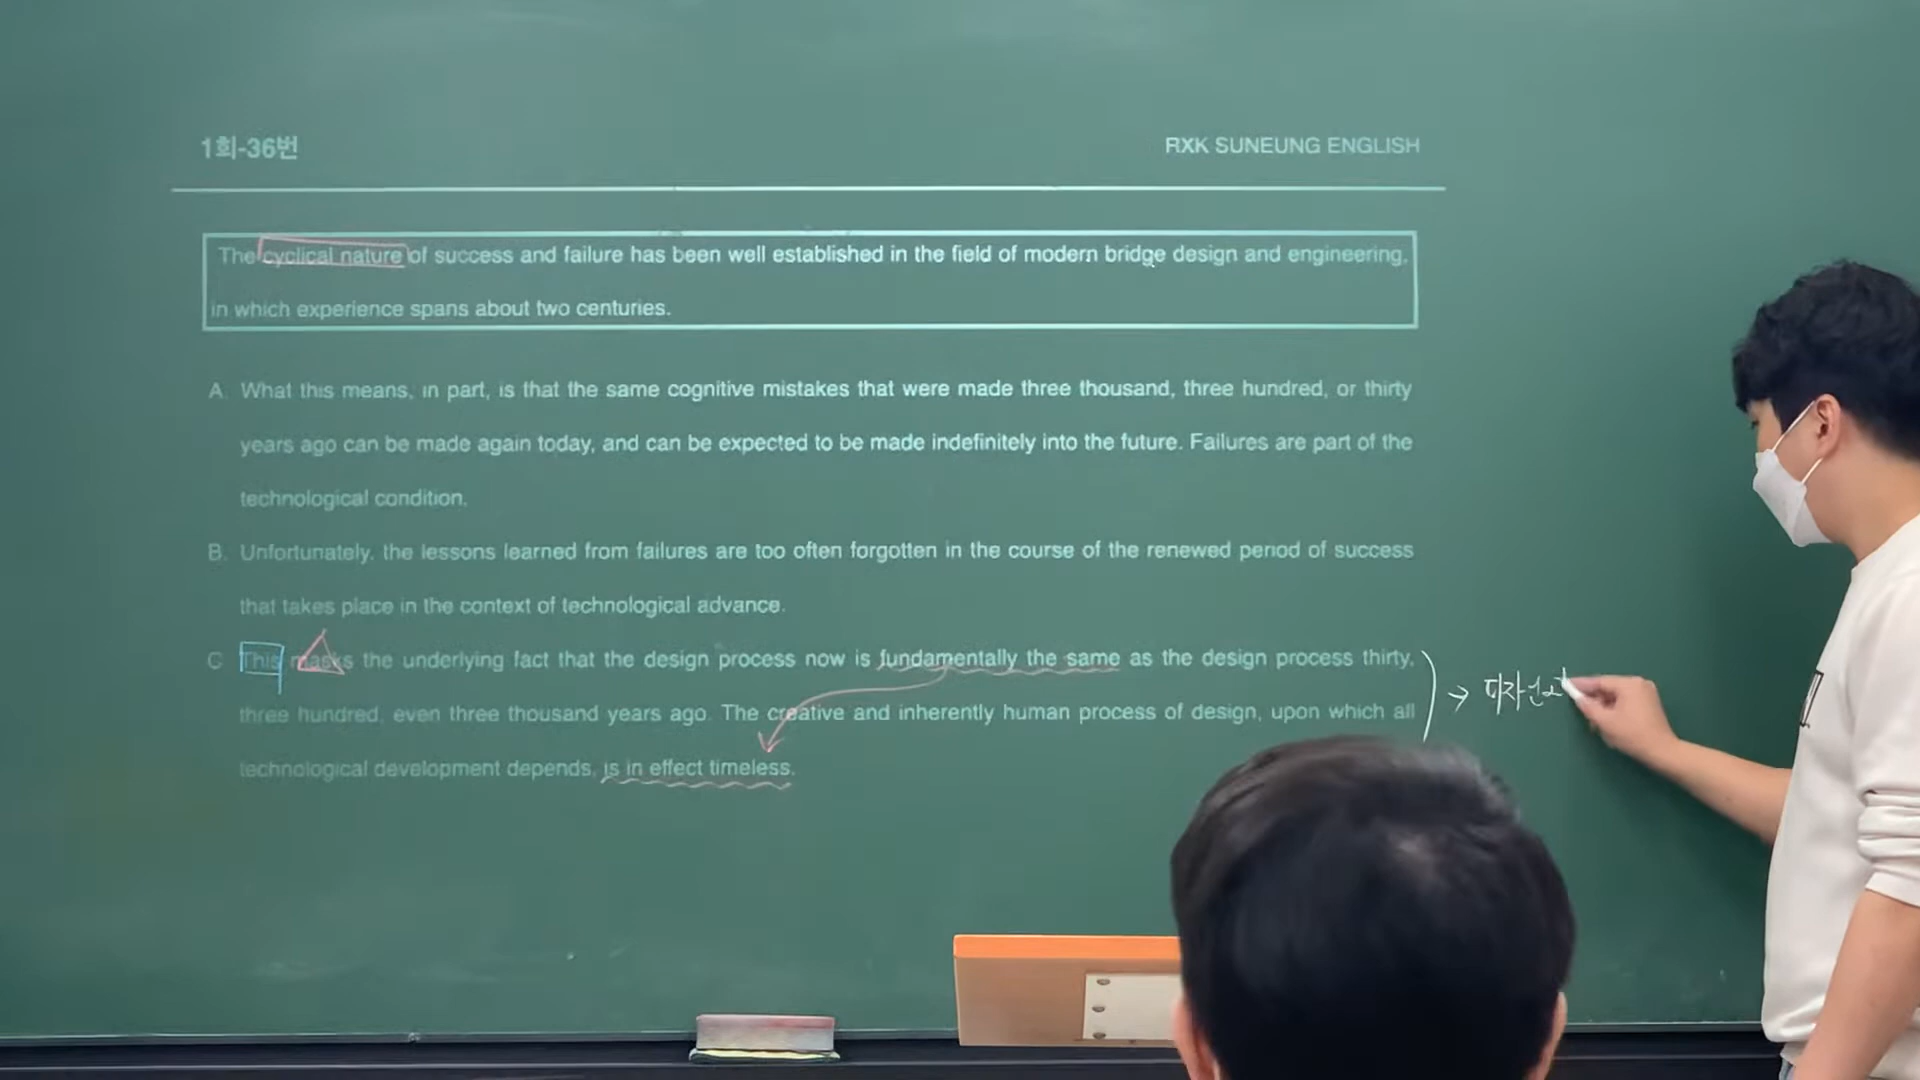 1회-36번
RXK SUNEUNG ENGLISH
The cyclical nature of success and failure has been well established in the field of modern bridge design and engineering,
in which experience spans about two centuries.
A. What this means, in part, is that the same cognitive mistakes that were made three thousand, three hundred, or thirty
years ago can be made again today, and can be expected to be made indefinitely into the future. Failures are part of the
technological condition.
B. Unfortunately, the lessons learned from failures are too often forgotten in the course of the renewed period of success
that takes place in the context of technological advance.
C This masks the underlying fact that the design process now is fundamentally the same as the design process thirty,
three hundred, even three thousand years ago. The creative and inherently human process of design, upon which all
technological development depends, is in effect timeless.